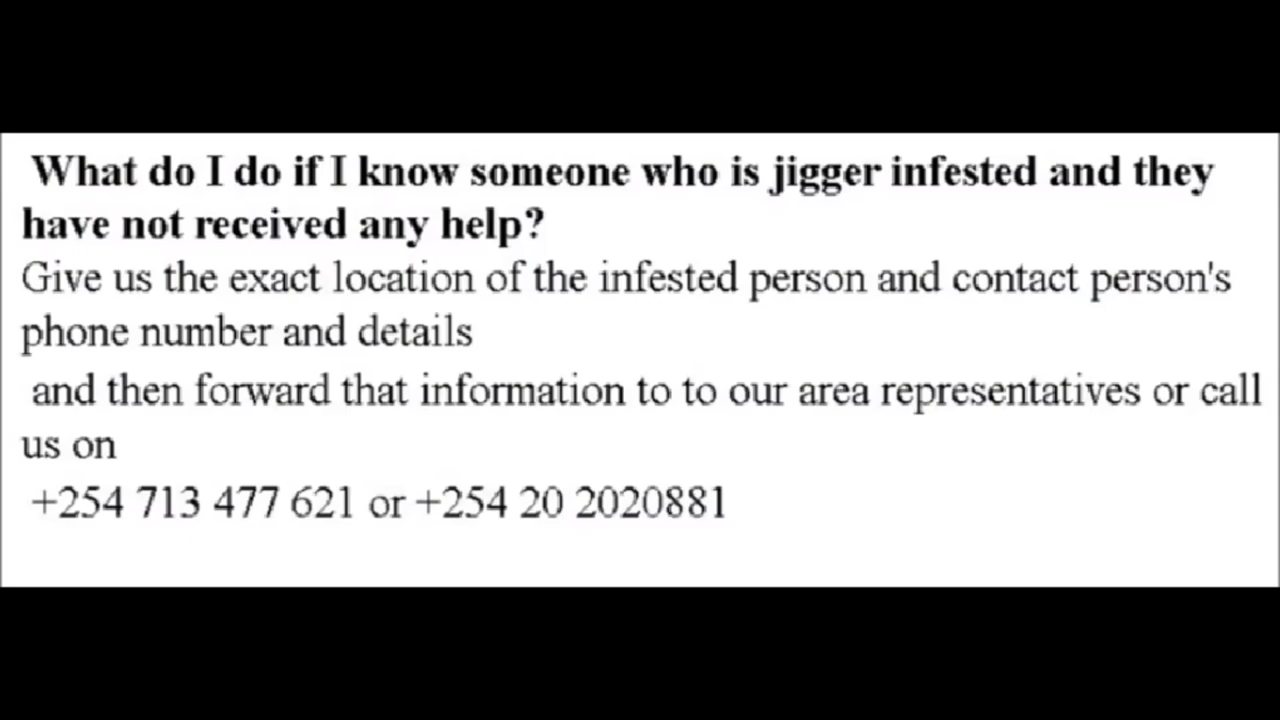 What do I do if I know someone who is jigger infested and they
have not received any help?
Give us the exact location of the infested person and contact person's
phone number and details
and then forward that information to to our area representatives or call
us on
+254 713 477 621 or +254 20 2020881